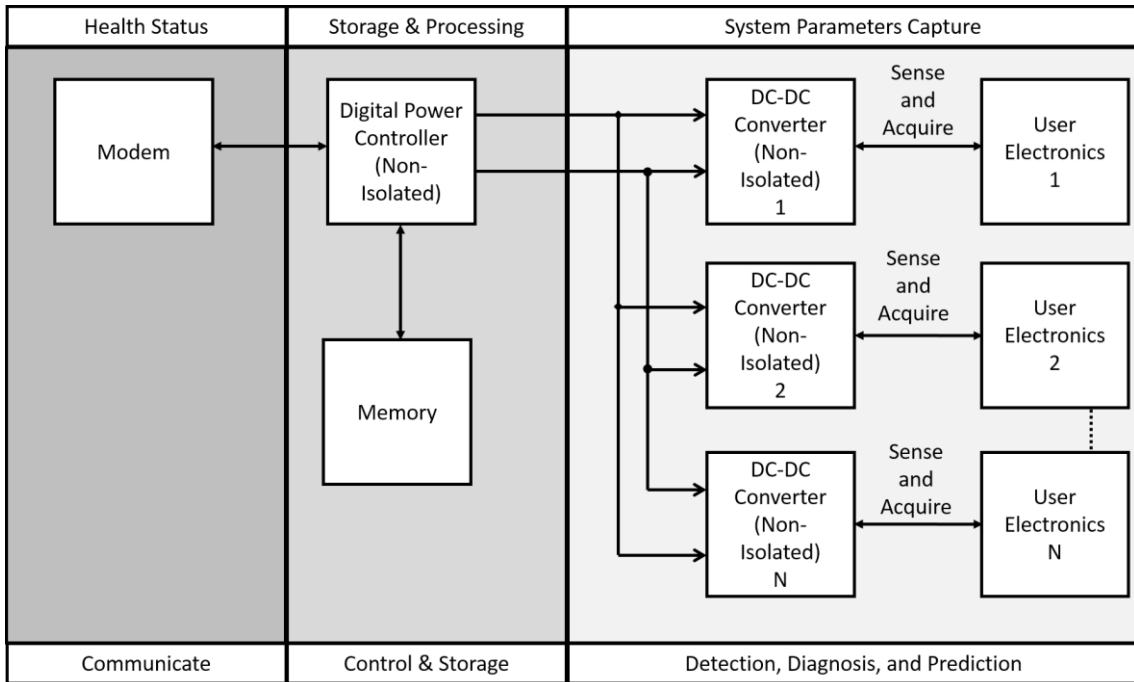 Health Status
Storage & Processing
System Parameters Capture
Modem
Digital Power
Controller
(Non-
Isolated)
Memory
DC-DC
Converter
(Non-
Isolated)
1
Sense
and
Acquire
User
Electronics
1
DC-DC
Converter
(Non-
Isolated)
2
Sense
and
Acquire
User
Electronics
2
DC-DC
Converter
(Non-
Isolated)
N
Sense
and
Acquire
User
Electronics
N
Communicate
Control & Storage
Detection, Diagnosis, and Prediction